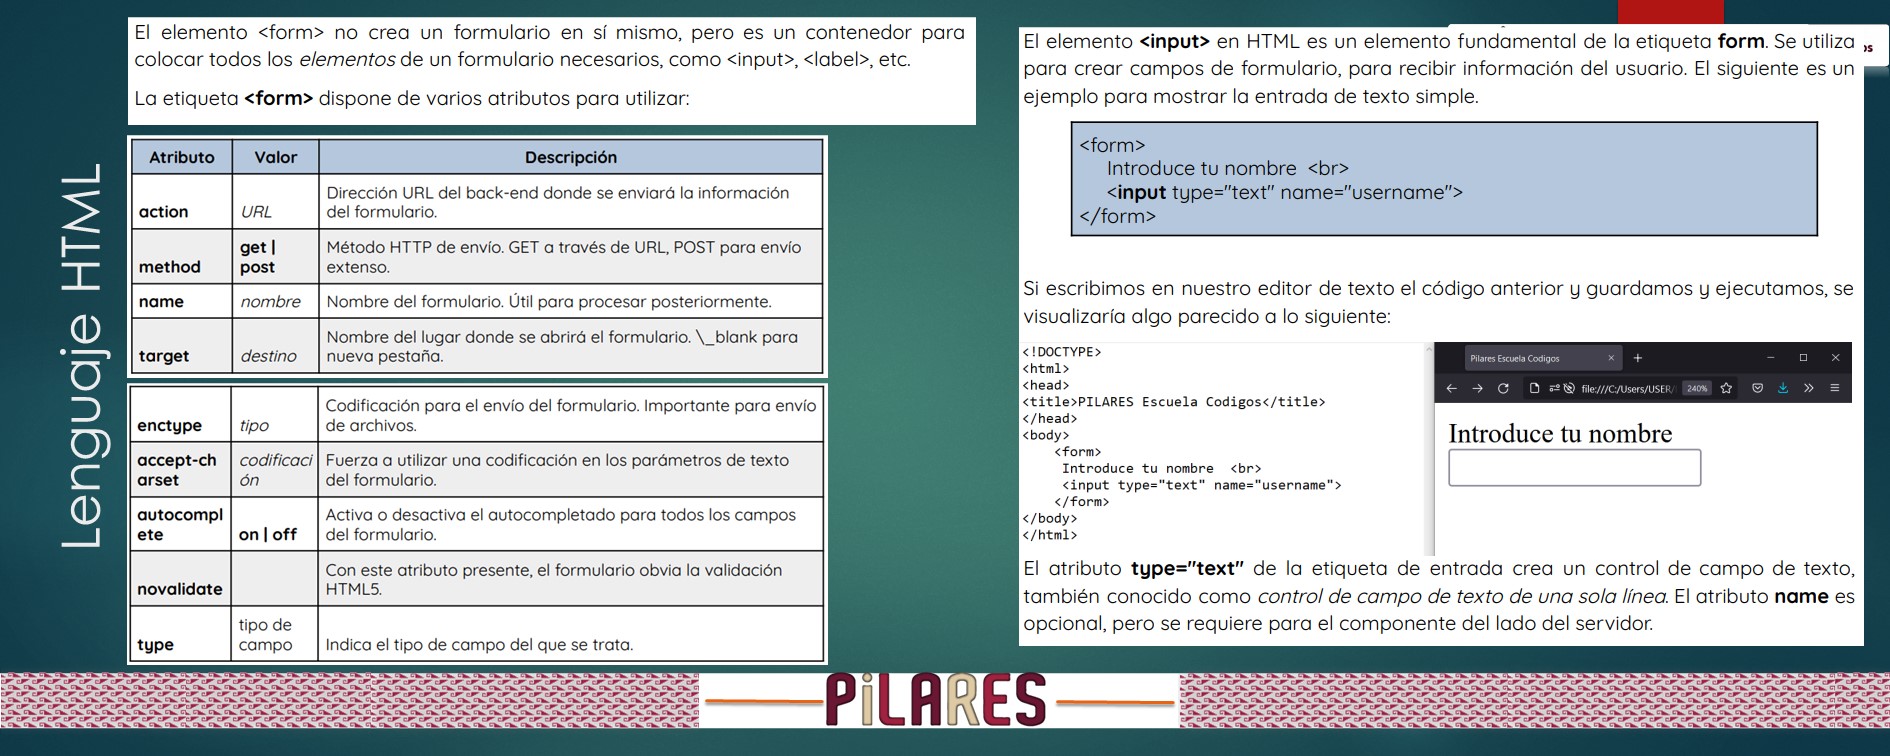 Lenguaje HTML
El elemento <form> no crea un formulario en sí mismo, pero es un contenedor para
colocar todos los elementos de un formulario necesarios, como <input>, <label>, etc.
La etiqueta <form> dispone de varios atributos para utilizar:
Atributo Valor Descripción
action URL Dirección URL del back-end donde se enviará la información
del formulario.
method get | post Método HTTP de envío. GET a través de URL, POST para envío
extenso.
name nombre Nombre del formulario. Útil para procesar posteriormente.
target destino Nombre del lugar donde se abrirá el formulario. \_blank para
nueva pestaña.
enctype tipo Codificación para el envío del formulario. Importante para envío
de archivos.
accept-ch codificaci Fuerza a utilizar una codificación en los parámetros de texto
arset ón del formulario.
autocompl Activa o desactiva el autocompletado para todos los campos
ete on | off del formulario.
novalidate Con este atributo presente, el formulario obvia la validación
HTML5.
type tipo de campo Indica el tipo de campo del que se trata.
El elemento <input> en HTML es un elemento fundamental de la etiqueta form. Se utiliza
para crear campos de formulario, para recibir información del usuario. El siguiente es un
ejemplo para mostrar la entrada de texto simple.
<form>
Introduce tu nombre <br>
<input type="text" name="username">
</form>
Si escribimos en nuestro editor de texto el código anterior y guardamos y ejecutamos, se
visualizaría algo parecido a lo siguiente:
<!DOCTYPE>
<html>
<head>
<title>PILARES Escuela Codigos</title>
</head>
<body>
<form>
Introduce tu nombre <br>
<input type="text" name="username">
</form>
</body>
</html>
Pilares Escuela Codigos
file:///C:/Users/USER/
240%
Introduce tu nombre
El atributo type="text" de la etiqueta de entrada crea un control de campo de texto,
también conocido como control de campo de texto de una sola línea. El atributo name es
opcional, pero se requiere para el componente del lado del servidor.
PiLARES